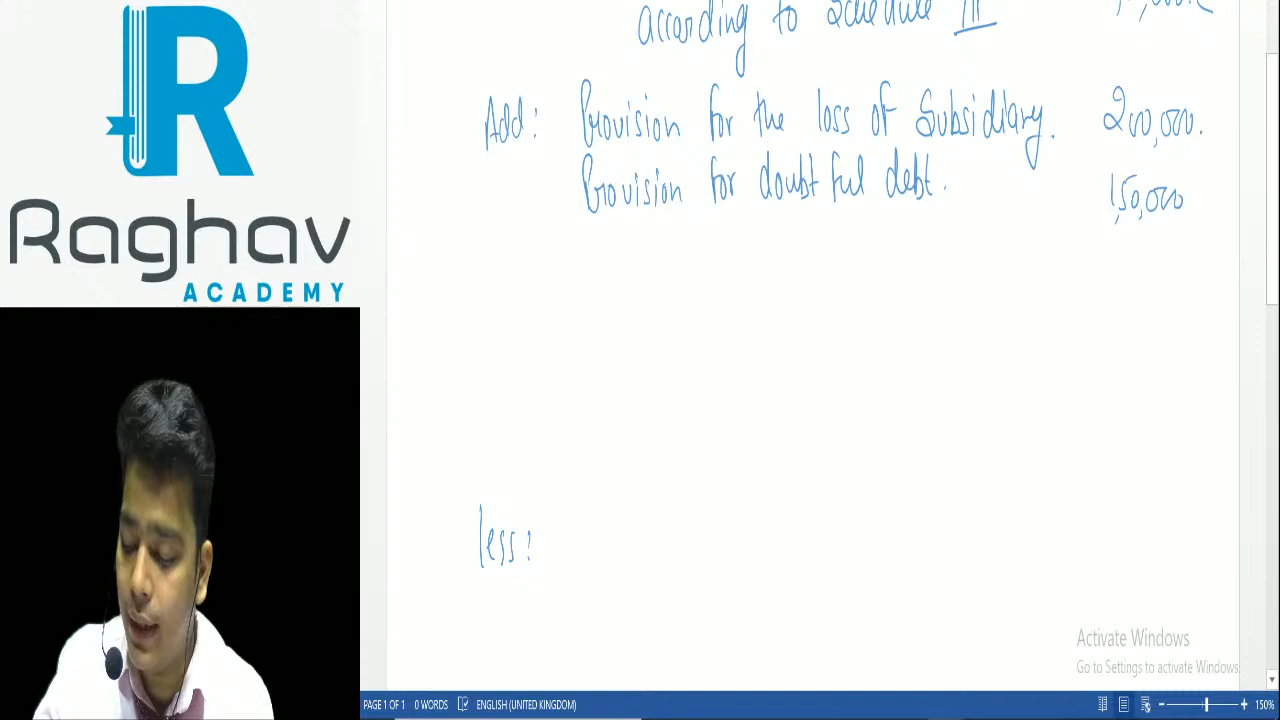 R
Raghav
ACADEMY
according to Schedule III
Add: Provision for the loss of Subsidiary. 200,000.
Provision for doubtful debt. 1,50,000
less:
Activate Windows
Go to Settings to activate Windows.
PAGE 1 OF 1 0 WORDS ENGLISH (UNITED KINGDOM) 150%